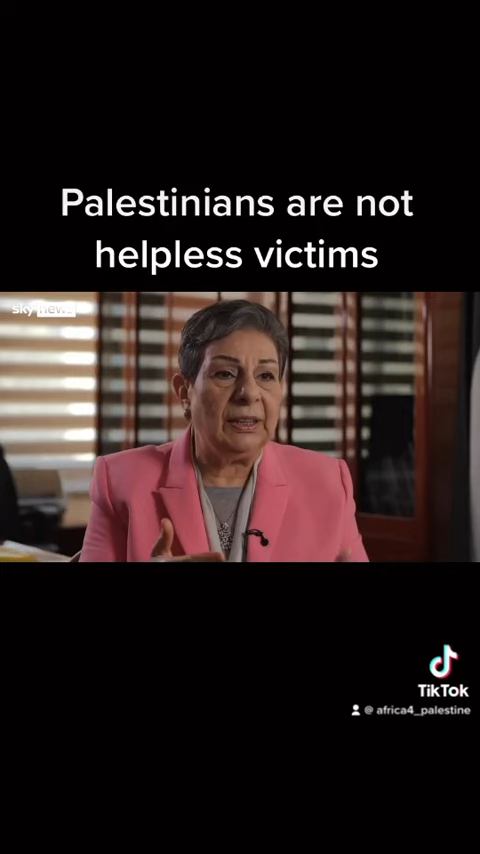 Palestinians are not
helpless victims
sky news
TikTok
@ africa4_palestine